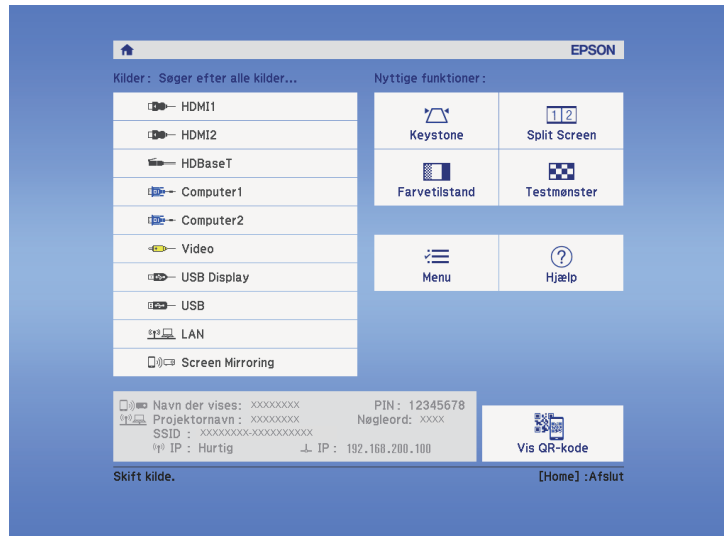 EPSON
Kilder : Søger efter alle kilder...
HDMI1
HDMI2
HDBaseT
Computer1
Computer2
Video
USB Display
USB
LAN
Screen Mirroring
Nyttige funktioner :
Keystone
1 2
Split Screen
Farvetilstand
Testmønster
Menu
?
Hjælp
Navn der vises: XXXXXXXX PIN : 12345678
Projektornavn : XXXXXXXX Nøgleord: XXXX
SSID : XXXXXXXX-XXXXXXXXXX
IP : Hurtig IP : 192.168.200.100
Vis QR-kode
Skift kilde. [Home] :Afslut